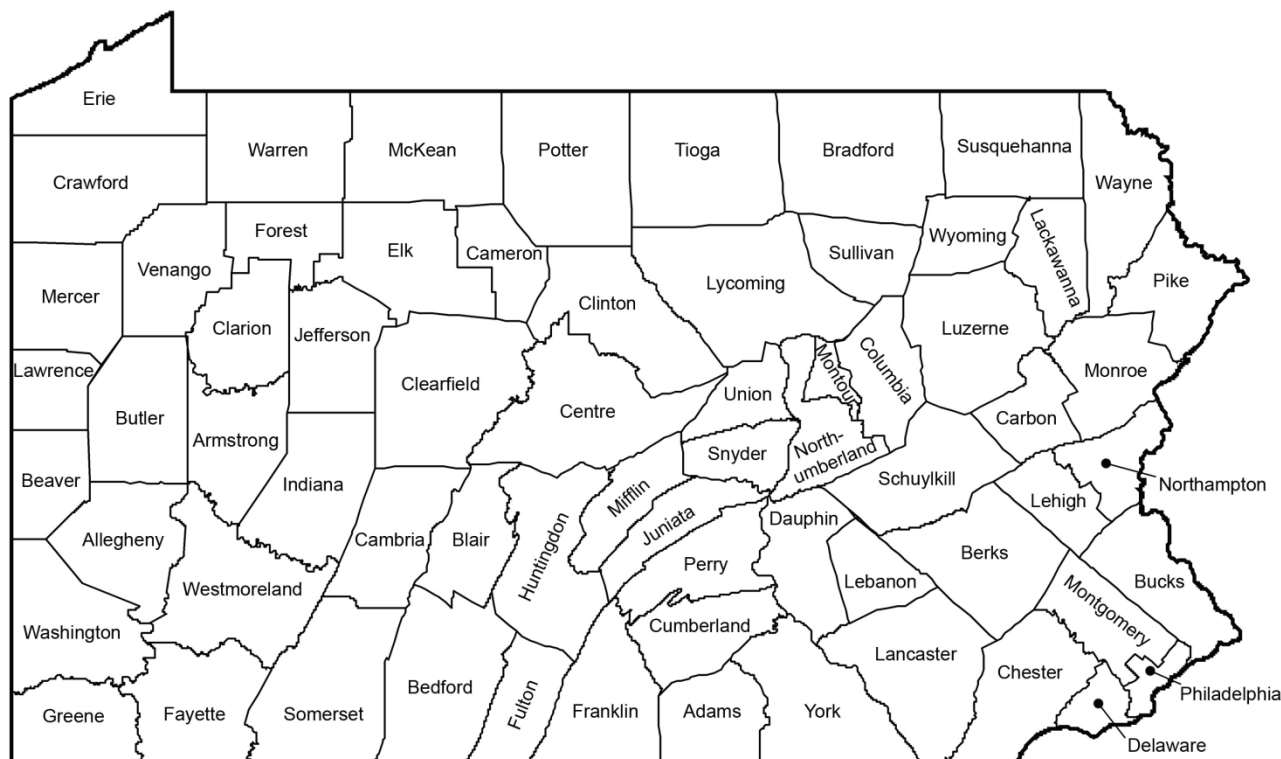 Erie
Warren
McKean
Potter
Tioga
Bradford
Susquehanna
Wayne
Crawford
Forest
Elk
Cameron
Sullivan
Wyoming
Lackawanna
Venango
Mercer
Clinton
Lycoming
Pike
Clarion
Jefferson
Luzerne
Lawrence
Clearfield
Montour
Columbia
Monroe
Butler
Centre
Union
Carbon
Armstrong
Snyder
North-
umberland
Beaver
Indiana
Mifflin
Schuylkill
Northampton
Lehigh
Allegheny
Cambria
Blair
Huntingdon
Juniata
Dauphin
Berks
Westmoreland
Perry
Lebanon
Bucks
Washington
Cumberland
Montgomery
Lancaster
Chester
Bedford
Philadelphia
Greene
Fayette
Somerset
Fulton
Franklin
Adams
York
Delaware